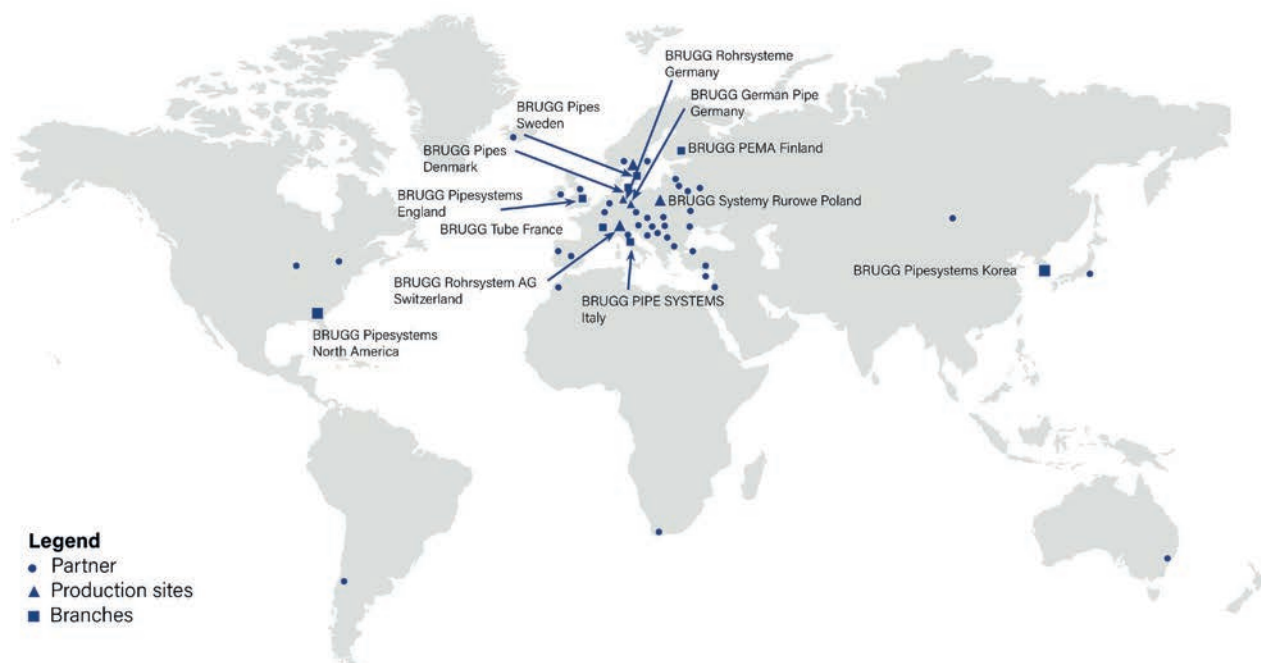 BRUGG Rohrsysteme
Germany
BRUGG German Pipe
Germany
BRUGG Pipes
Sweden
BRUGG PEMA Finland
BRUGG Pipes
Denmark
BRUGG Pipesystems
England
BRUGG Systemy Rurowe Poland
BRUGG Tube France
BRUGG Pipesystems Korea
BRUGG Rohrsystem AG
Switzerland
BRUGG PIPE SYSTEMS
Italy
BRUGG Pipesystems
North America
Legend
Partner
Production sites
Branches